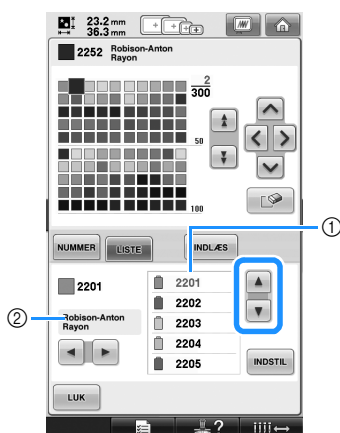 23.2 mm
36.3 mm
2252 Robison-Anton
Rayon
2
300
50
100
NUMMER LISTE INDLÆS
①
2201
2201
2202
② Robison-Anton
Rayon
2203
2204
2205
INDSTIL
LUK
?